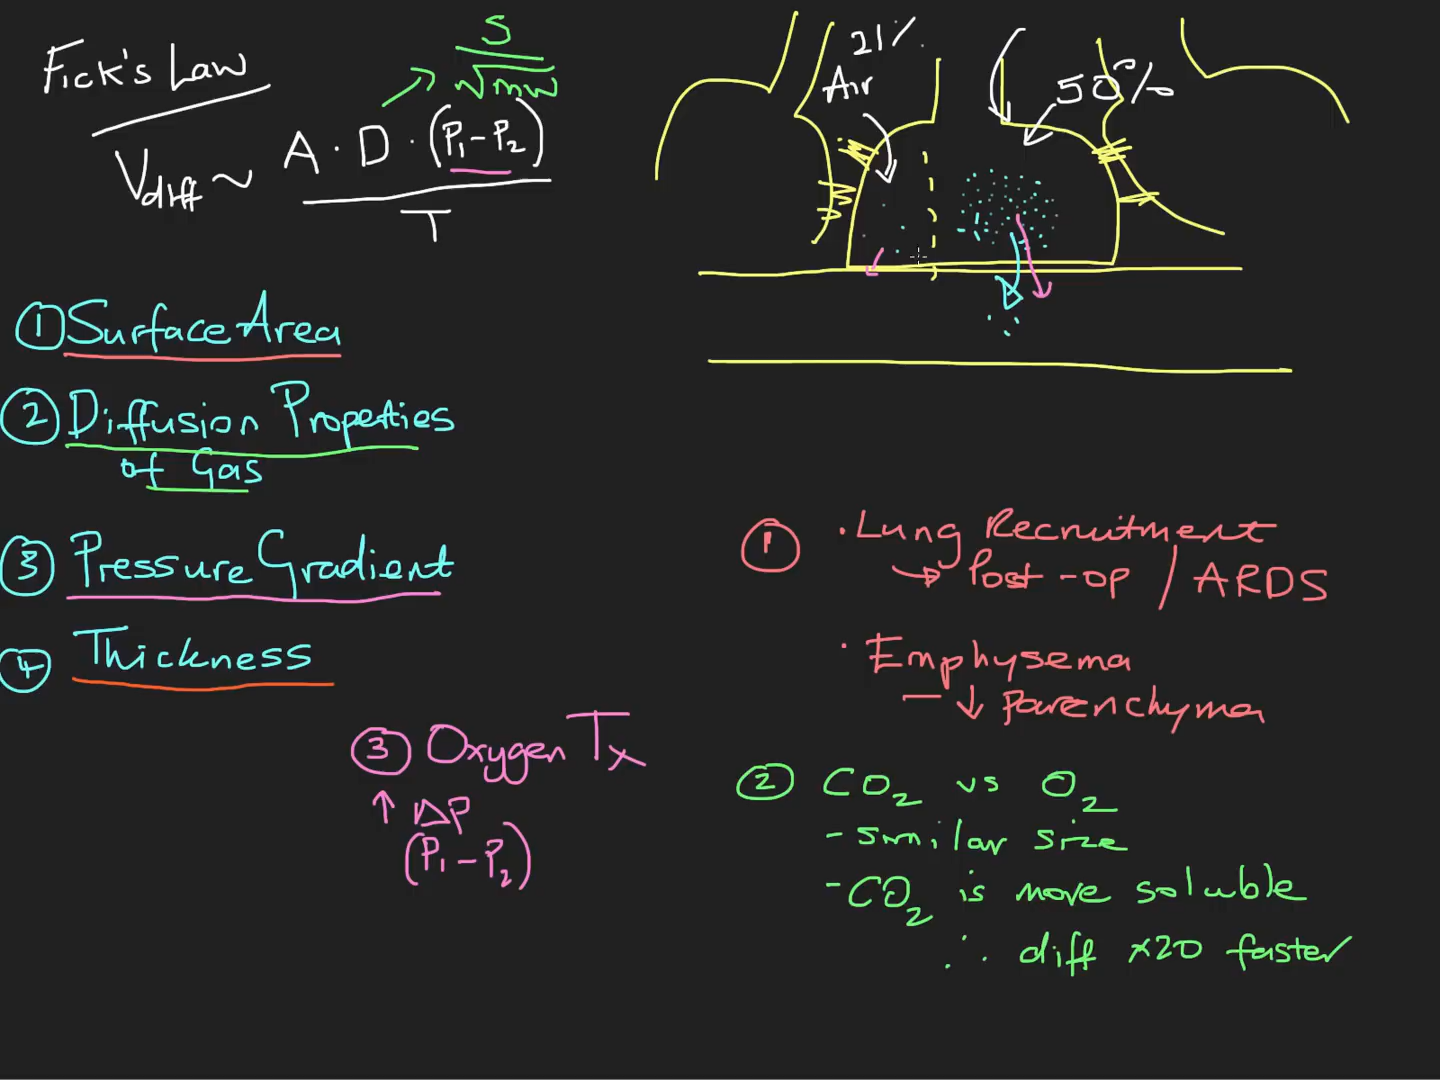 Fick's Law
S
√mw
Vdiff ~ A · D · (P₁ - P₂)
T
21%
Air
50%
① Surface Area
② Diffusion Properties
of Gas
③ Pressure Gradient
④ Thickness
③ Oxygen Tx
↑ ΔP
(P₁ - P₂)
① · Lung Recruitment
→ Post-op / ARDS
· Emphysema
- ↓ parenchyma
② CO₂ vs O₂
- similar size
- CO₂ is more soluble
∴ diff ×20 faster